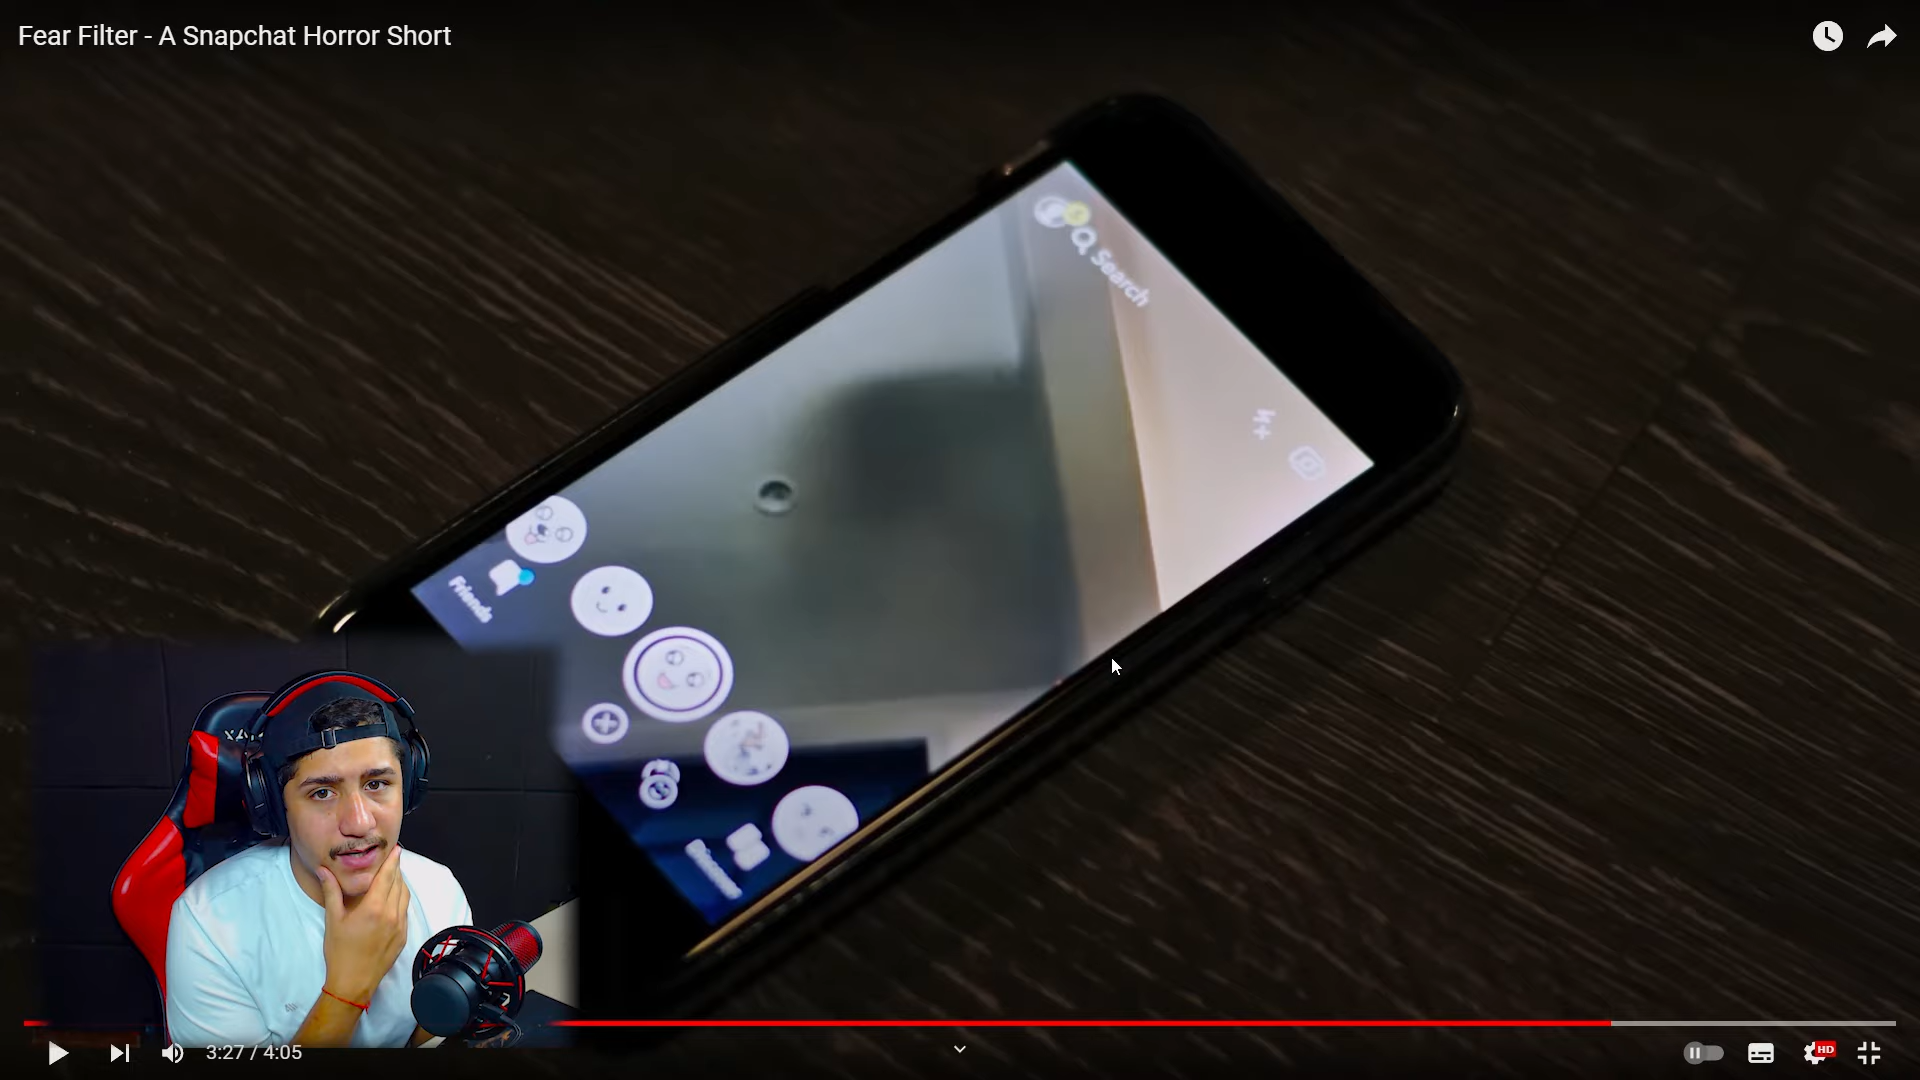 Fear Filter - A Snapchat Horror Short
Search
Friends
3:27 / 4:05
HD